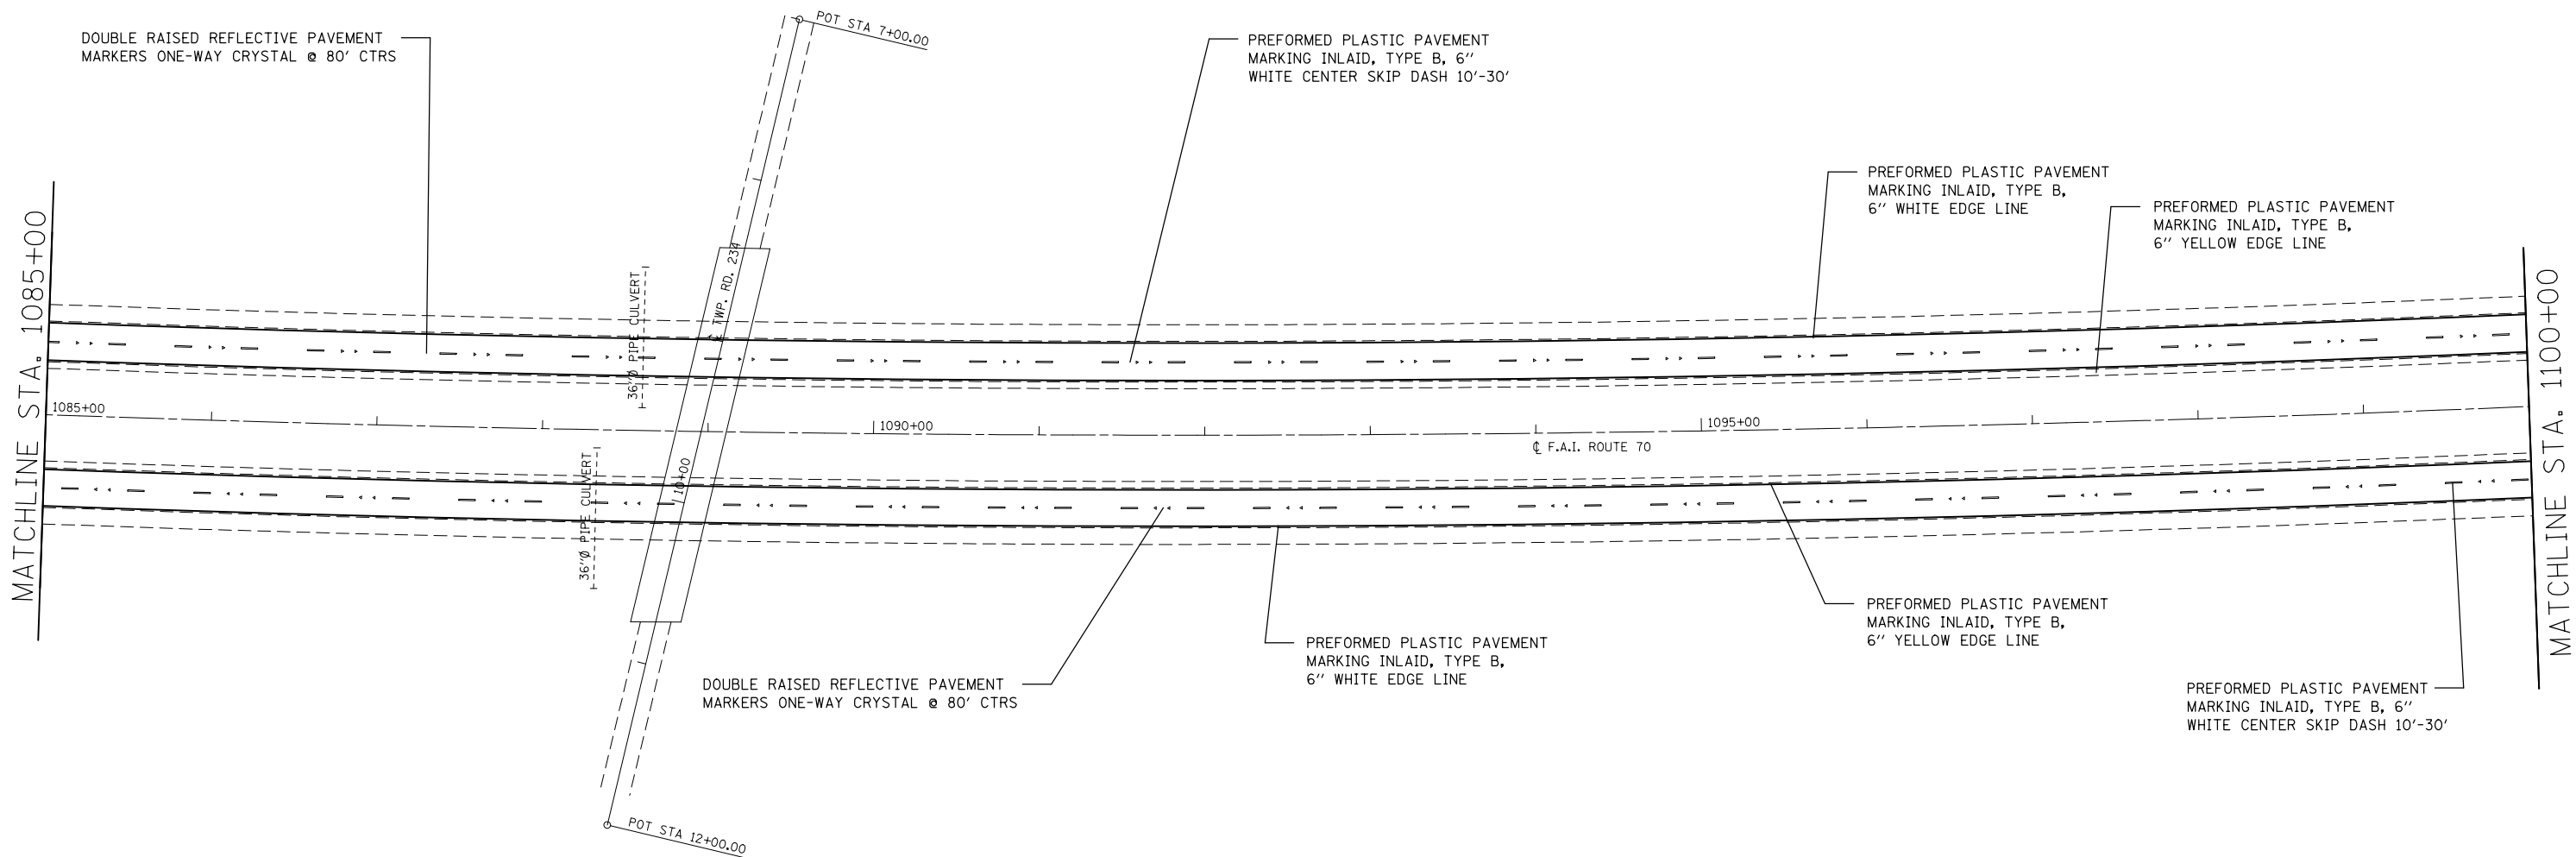 DOUBLE RAISED REFLECTIVE PAVEMENT
MARKERS ONE-WAY CRYSTAL @ 80' CTRS
POT STA 7+00.00
PREFORMED PLASTIC PAVEMENT
MARKING INLAID, TYPE B, 6''
WHITE CENTER SKIP DASH 10'-30'
PREFORMED PLASTIC PAVEMENT
MARKING INLAID, TYPE B,
6'' WHITE EDGE LINE
PREFORMED PLASTIC PAVEMENT
MARKING INLAID, TYPE B,
6'' YELLOW EDGE LINE
MATCHLINE STA. 1085+00
36''Ø PIPE CULVERT
℄ TWP. RD. 234
MATCHLINE STA. 1100+00
1085+00
1090+00
1095+00
℄ F.A.I. ROUTE 70
36''Ø PIPE CULVERT
10+00
PREFORMED PLASTIC PAVEMENT
MARKING INLAID, TYPE B,
6'' YELLOW EDGE LINE
PREFORMED PLASTIC PAVEMENT
MARKING INLAID, TYPE B,
6'' WHITE EDGE LINE
DOUBLE RAISED REFLECTIVE PAVEMENT
MARKERS ONE-WAY CRYSTAL @ 80' CTRS
PREFORMED PLASTIC PAVEMENT
MARKING INLAID, TYPE B, 6''
WHITE CENTER SKIP DASH 10'-30'
POT STA 12+00.00